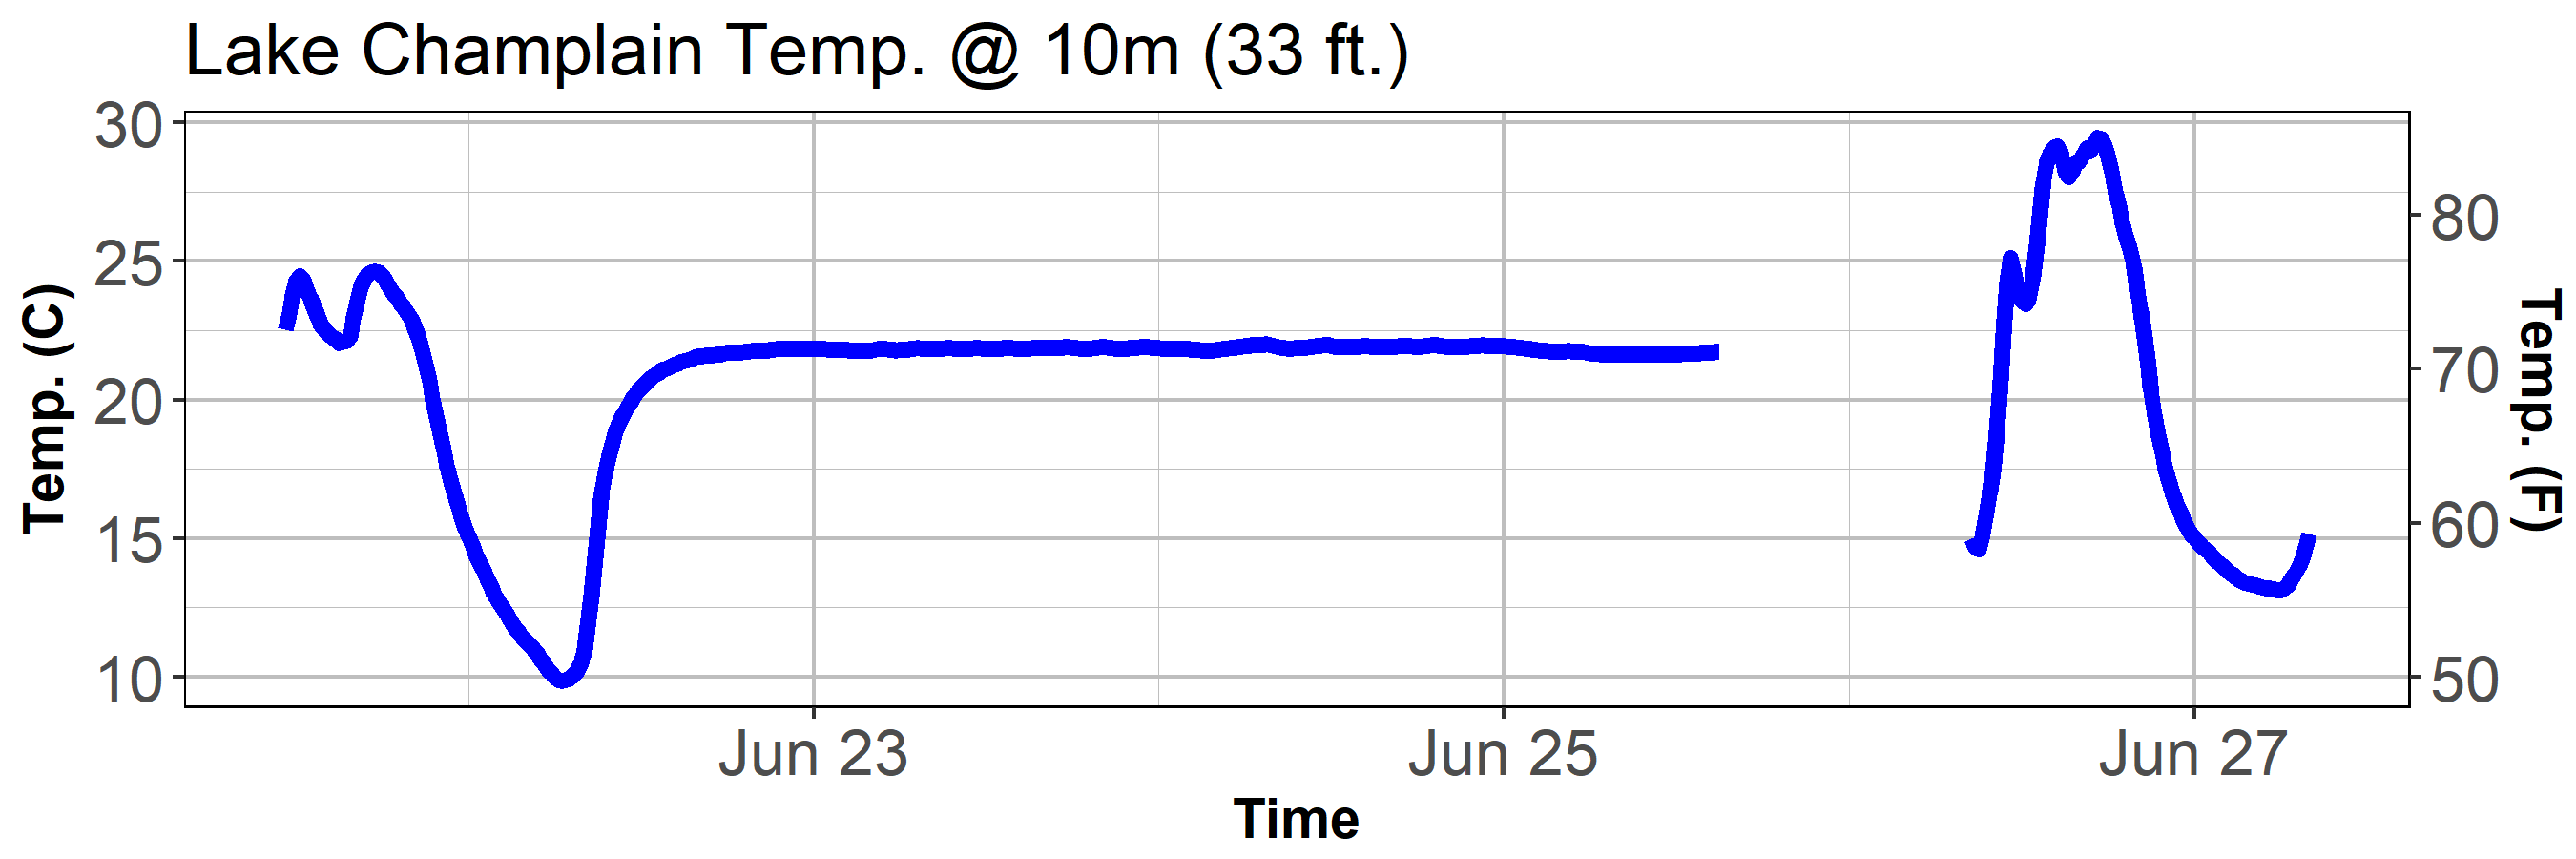 Lake Champlain Temp. @ 10m (33 ft.)
30
25
20
15
10
Temp. (C)
80
70
60
50
Temp. (F)
Jun 23
Jun 25
Jun 27
Time